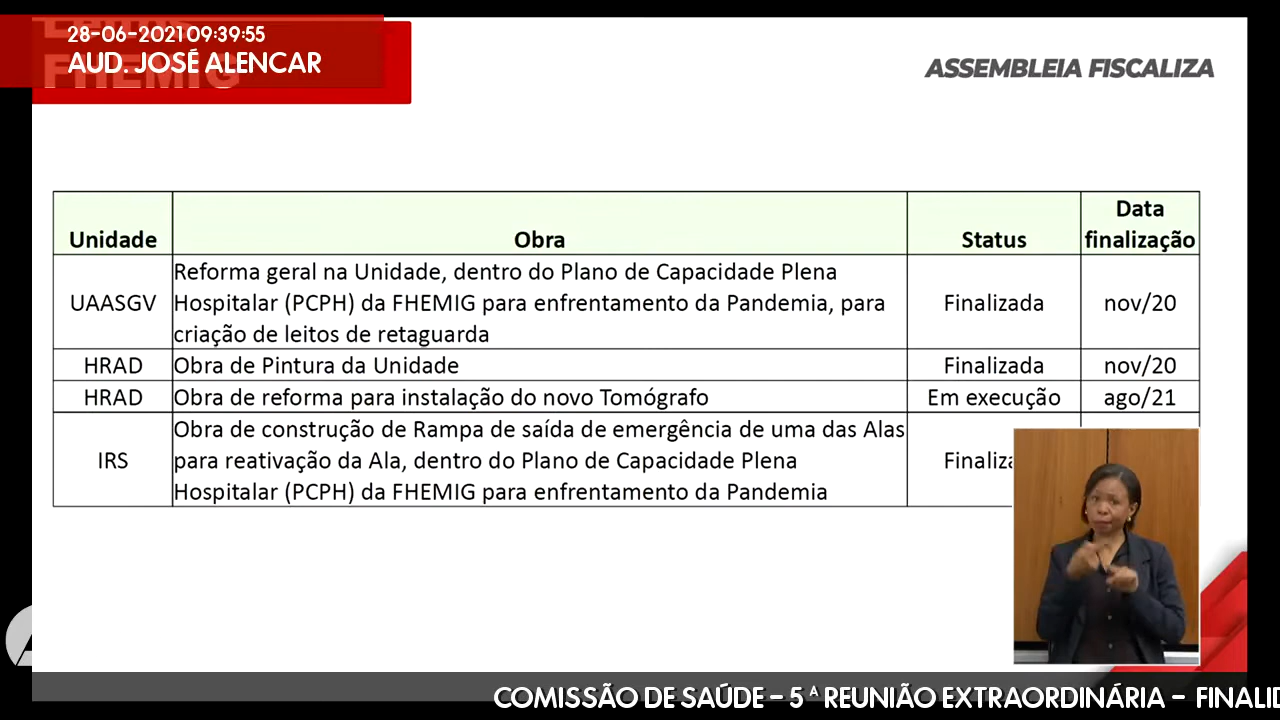 28-06-2021 09:39:55
AUD. JOSÉ ALENCAR
FHEMIG
ASSEMBLEIA FISCALIZA
Unidade
Obra
Status
Data
finalização
UAASGV
Reforma geral na Unidade, dentro do Plano de Capacidade Plena
Hospitalar (PCPH) da FHEMIG para enfrentamento da Pandemia, para
criação de leitos de retaguarda
Finalizada
nov/20
HRAD
Obra de Pintura da Unidade
Finalizada
nov/20
HRAD
Obra de reforma para instalação do novo Tomógrafo
Em execução
ago/21
IRS
Obra de construção de Rampa de saída de emergência de uma das Alas
para reativação da Ala, dentro do Plano de Capacidade Plena
Hospitalar (PCPH) da FHEMIG para enfrentamento da Pandemia
Finaliza
COMISSÃO DE SAÚDE - 5ª REUNIÃO EXTRAORDINÁRIA - FINALID